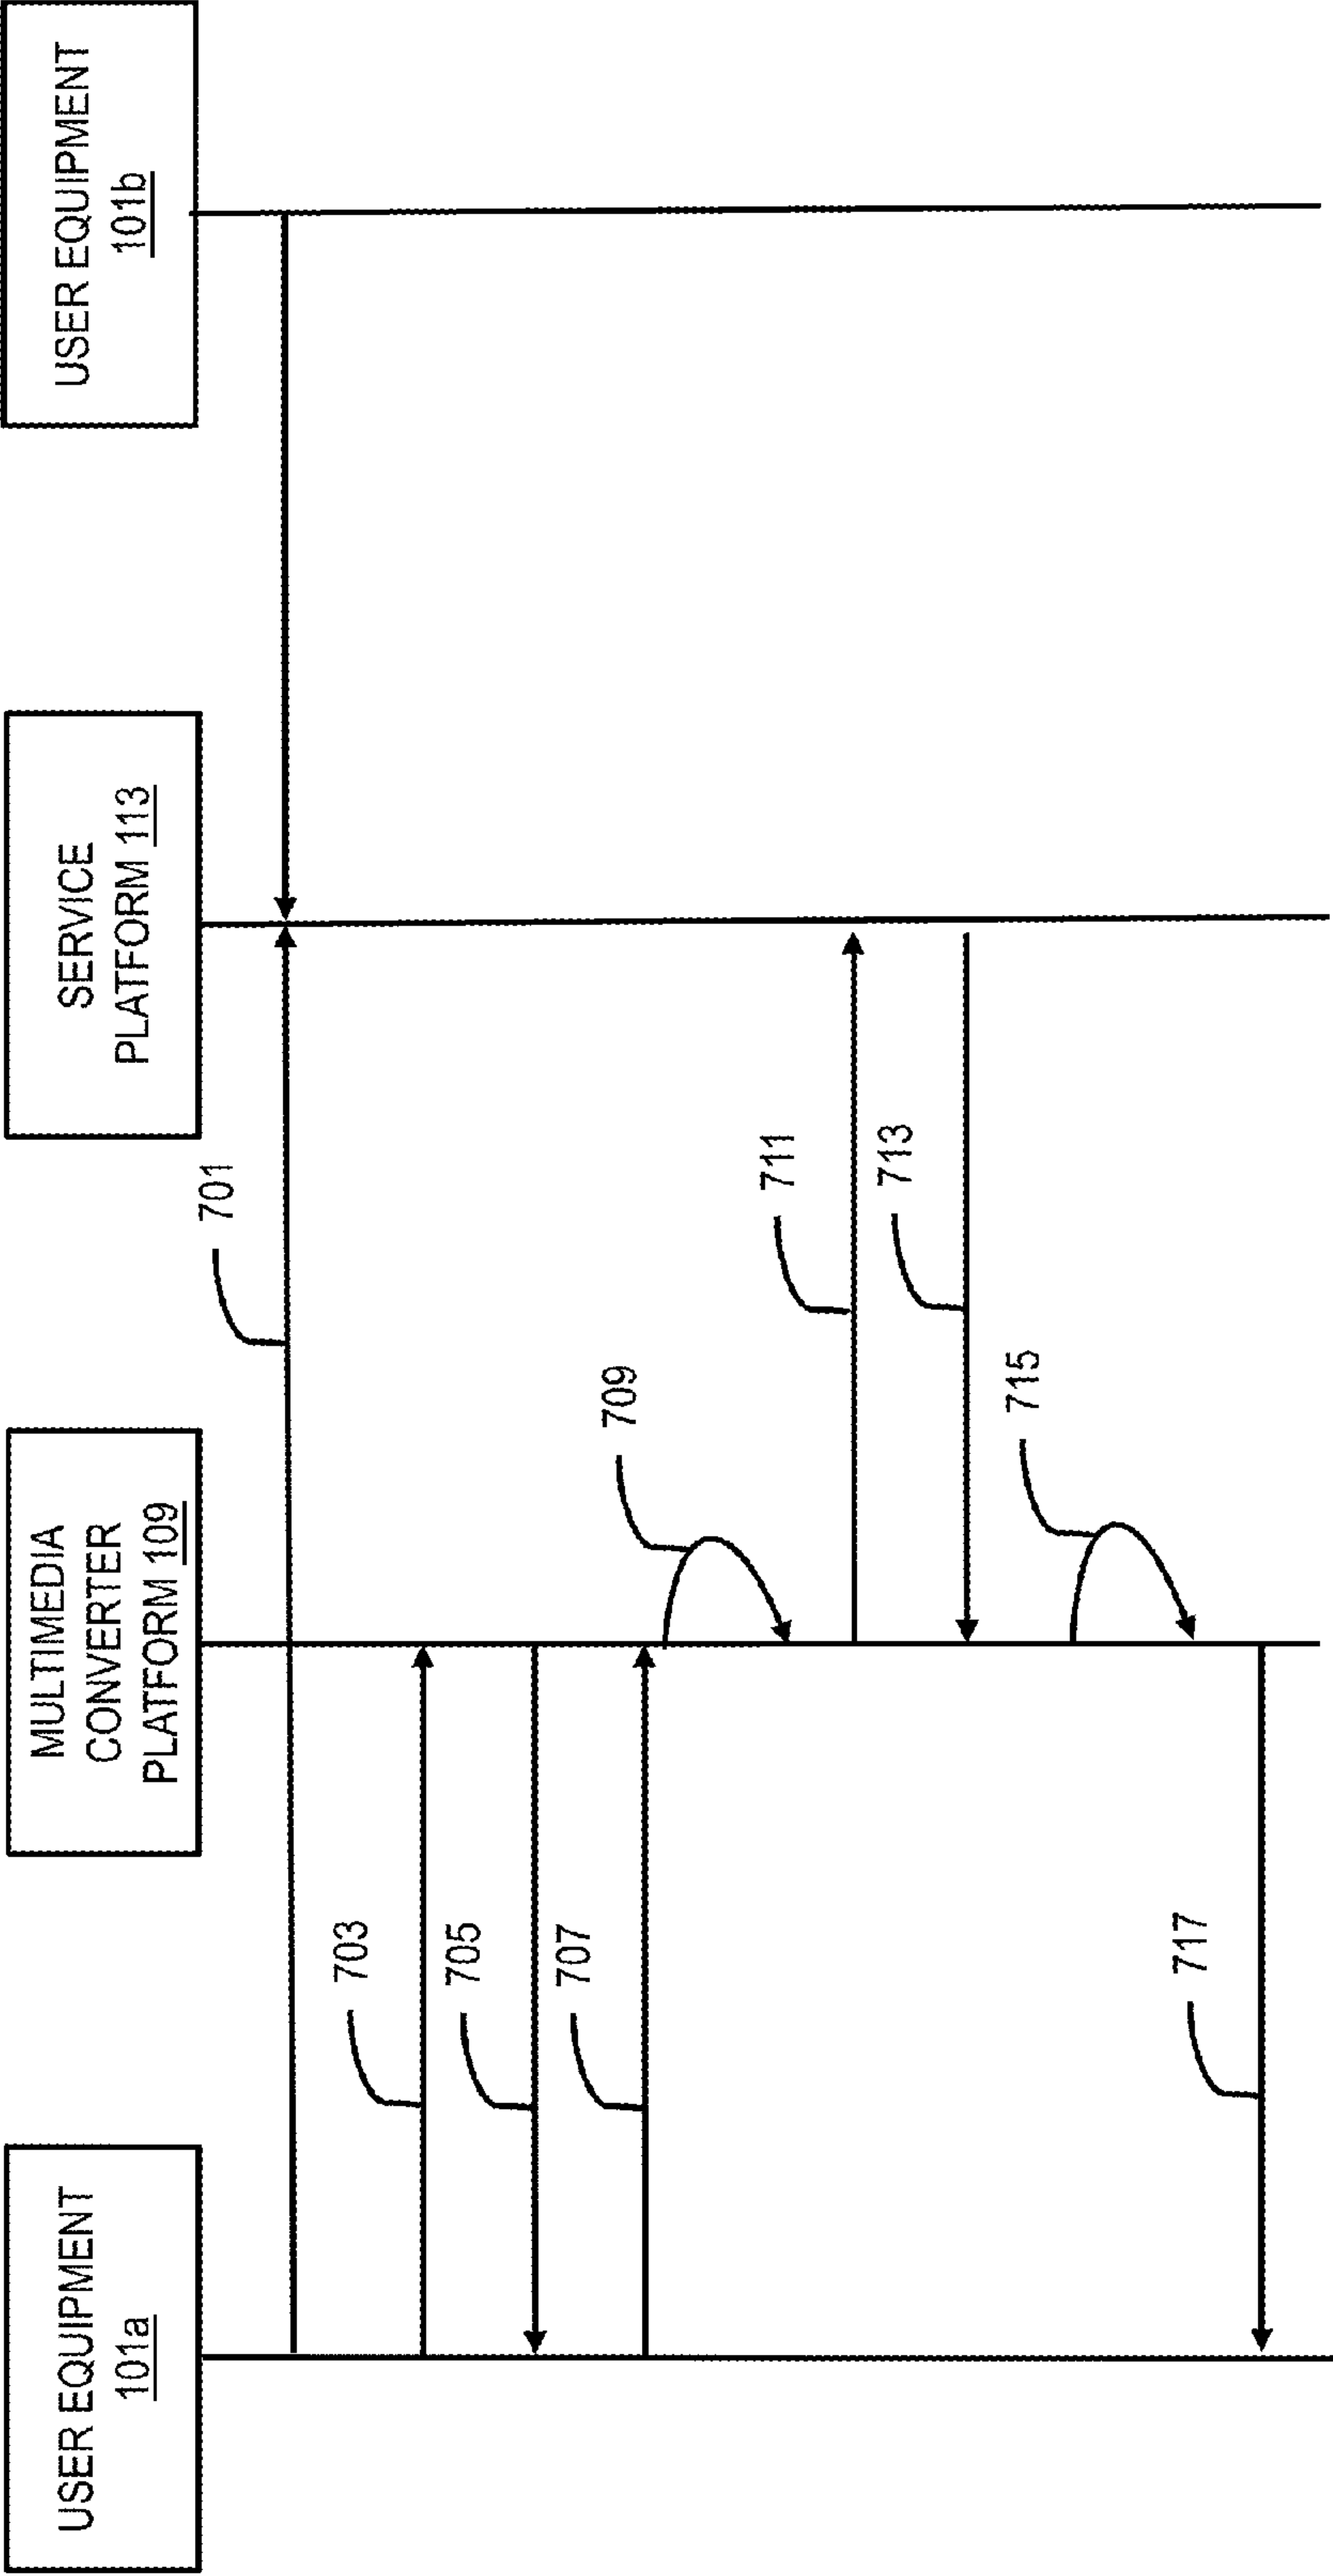 USER EQUIPMENT
101a
MULTIMEDIA
CONVERTER
PLATFORM 109
SERVICE
PLATFORM 113
USER EQUIPMENT
101b
701
703
705
707
709
711
713
715
717